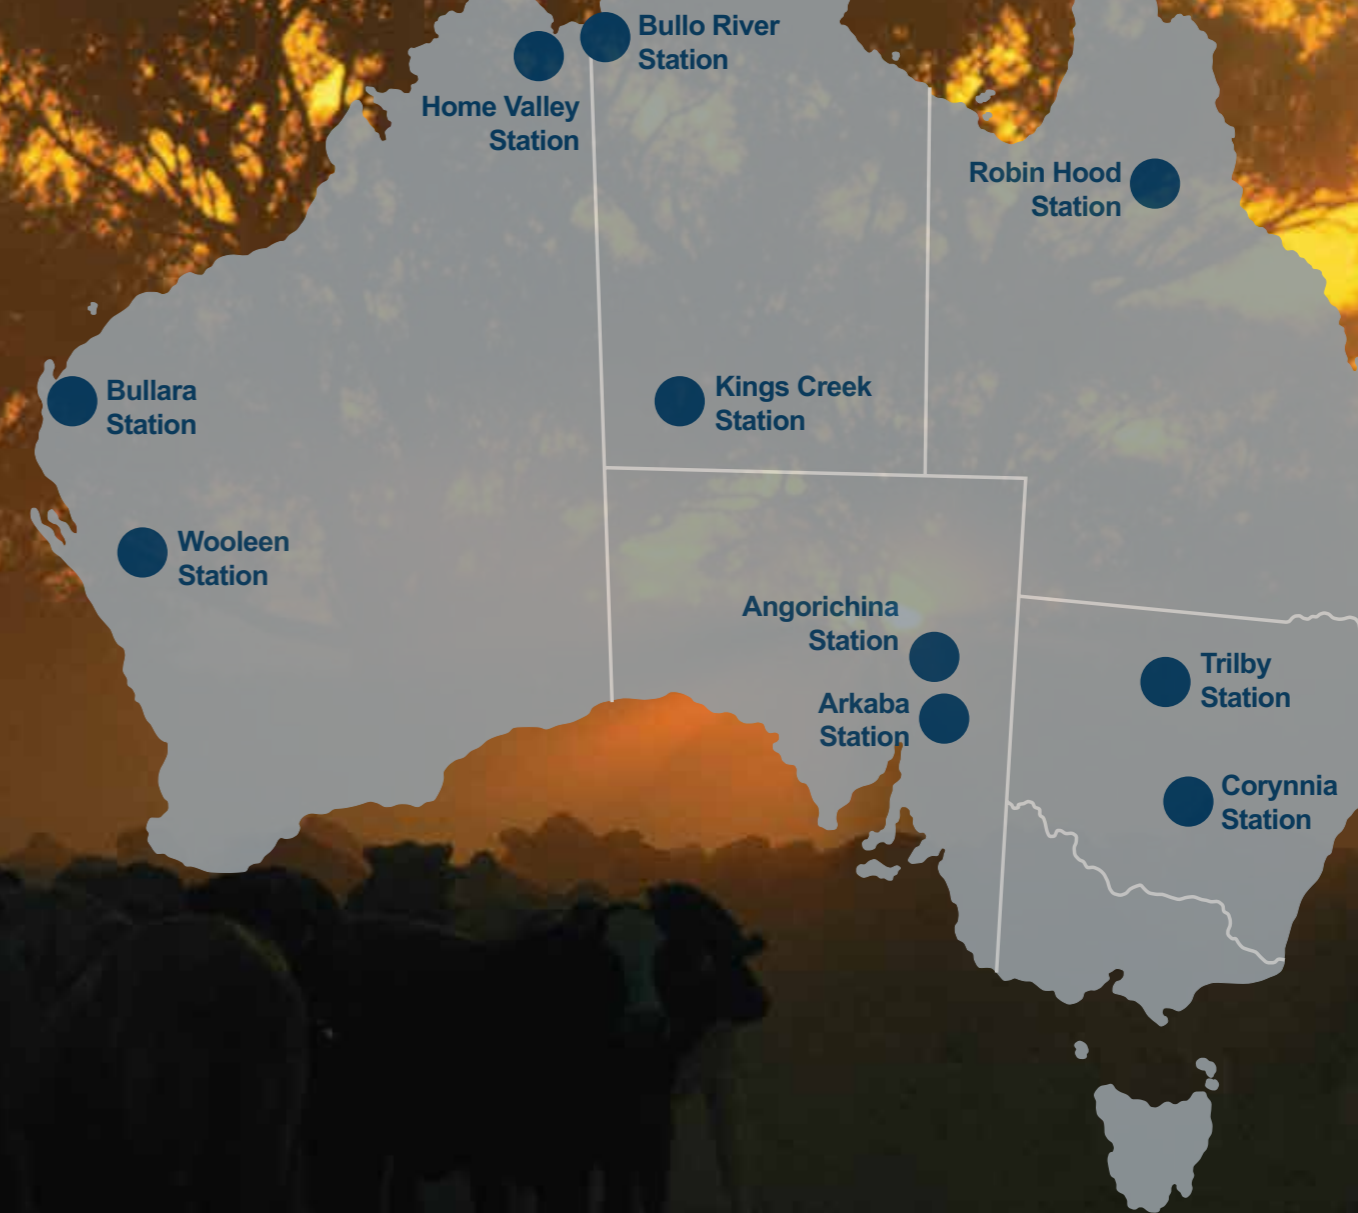 Bullo River
Station
Home Valley
Station
Robin Hood
Station
Bullara
Station
Kings Creek
Station
Wooleen
Station
Angorichina
Station
Trilby
Station
Arkaba
Station
Corynnia
Station